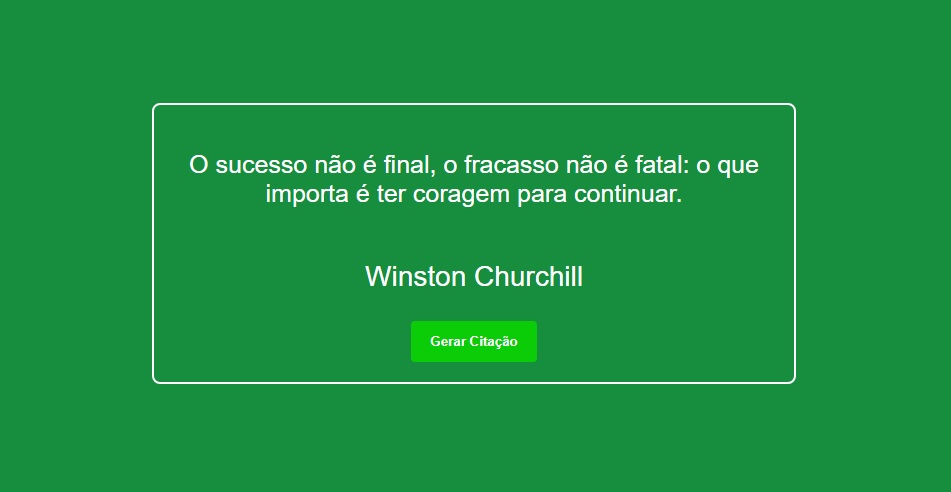 O sucesso não é final, o fracasso não é fatal: o que
importa é ter coragem para continuar.
Winston Churchill
Gerar Citação